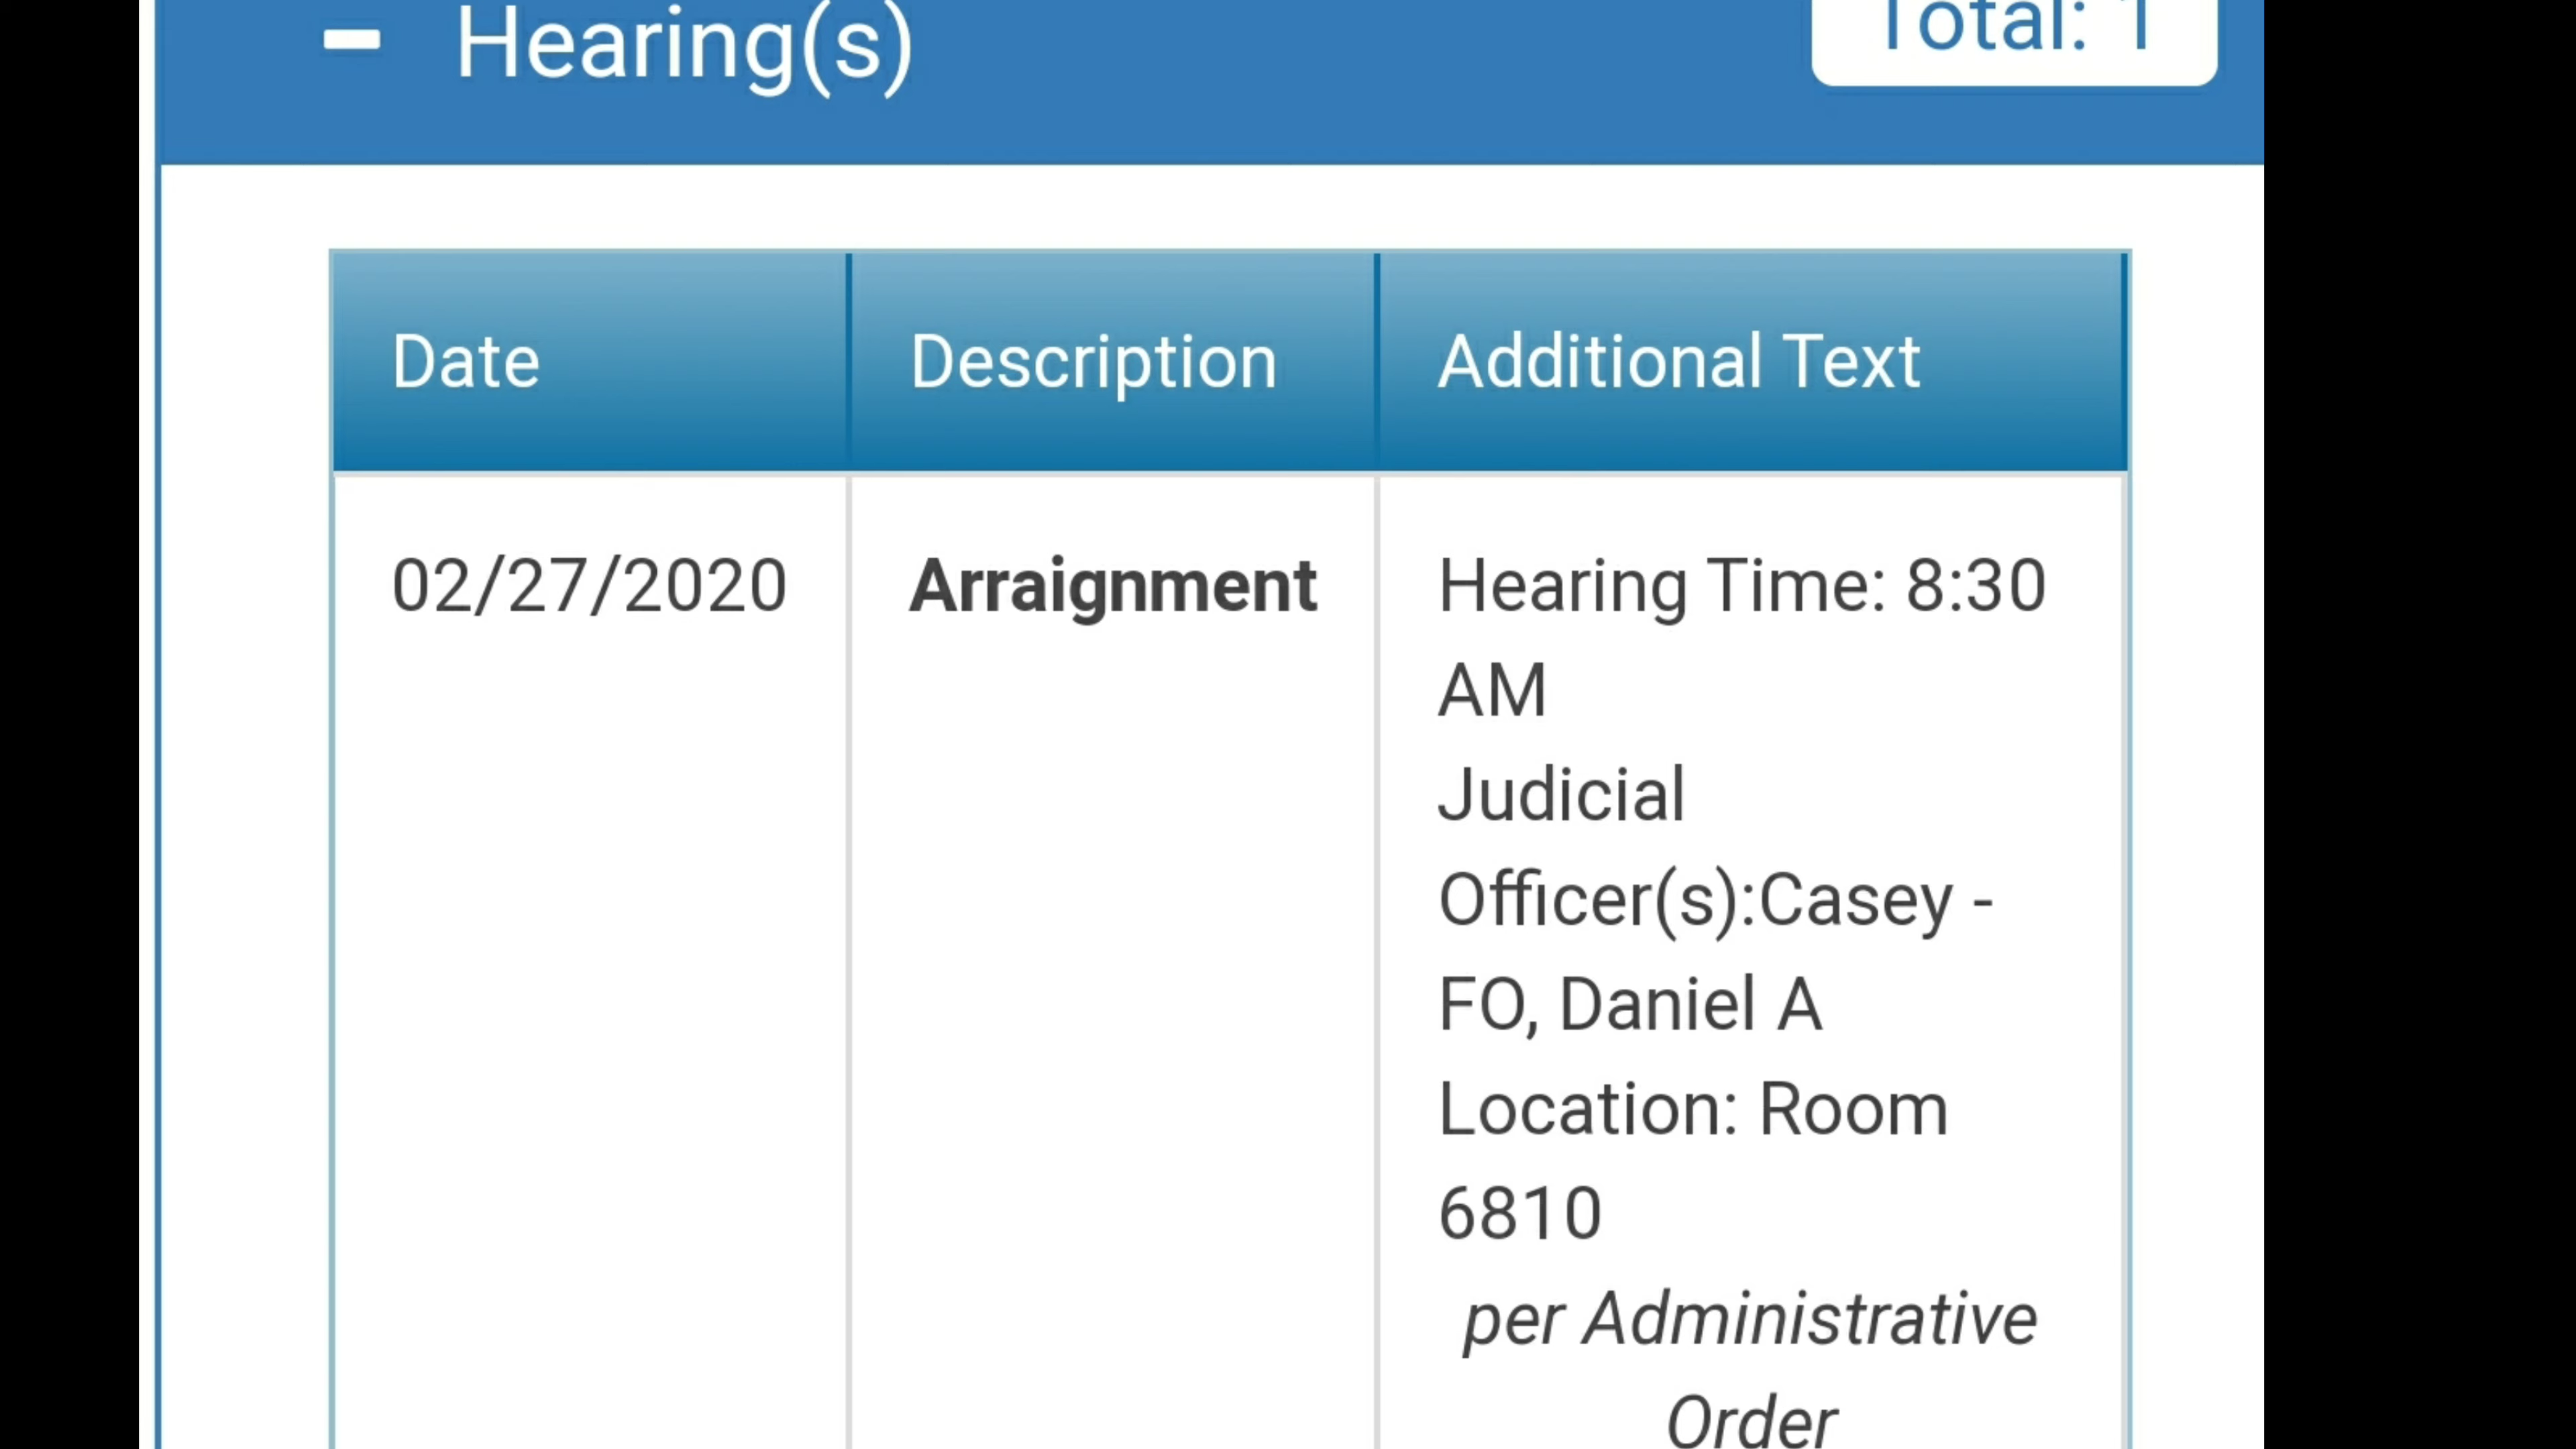 Hearing(s)
Total: 1
Date
Description
Additional Text
02/27/2020
Arraignment
Hearing Time: 8:30
AM
Judicial
Officer(s):Casey -
FO, Daniel A
Location: Room
6810
per Administrative
Order